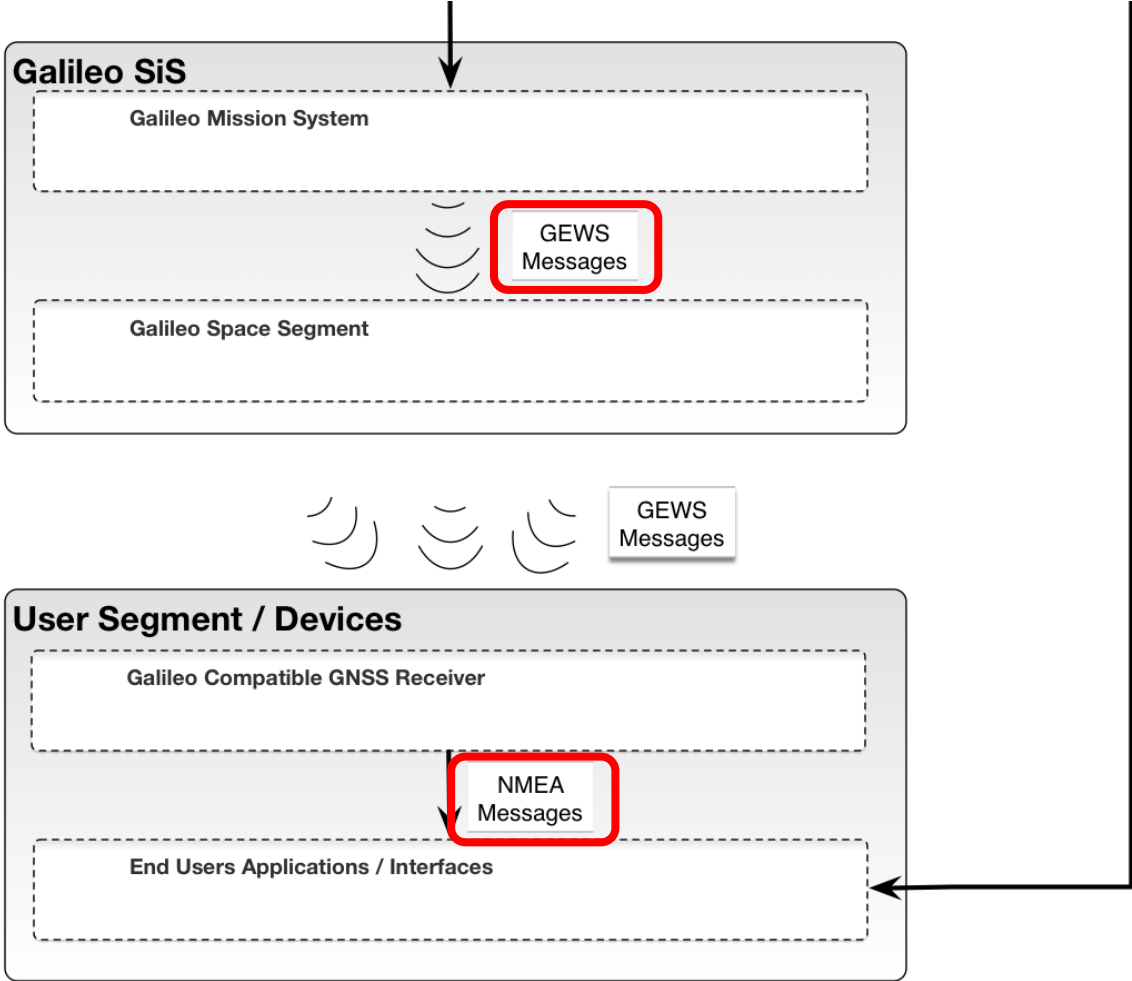 Galileo SiS
Galileo Mission System
GEWS
Messages
Galileo Space Segment
GEWS
Messages
User Segment / Devices
Galileo Compatible GNSS Receiver
NMEA
Messages
End Users Applications / Interfaces